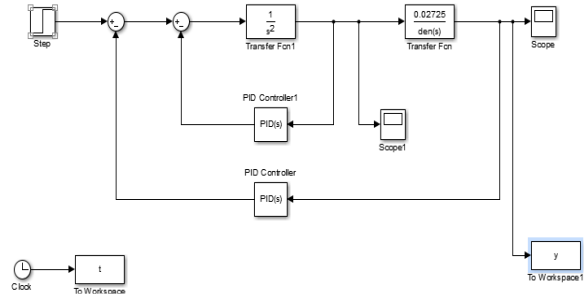 1
s²
0.02725
den(s)
Step
Transfer Fcn1
Transfer Fcn
Scope
PID Controller1
PID(s)
Scope1
PID Controller
PID(s)
y
t
Clock
To Workspace
To Workspace1